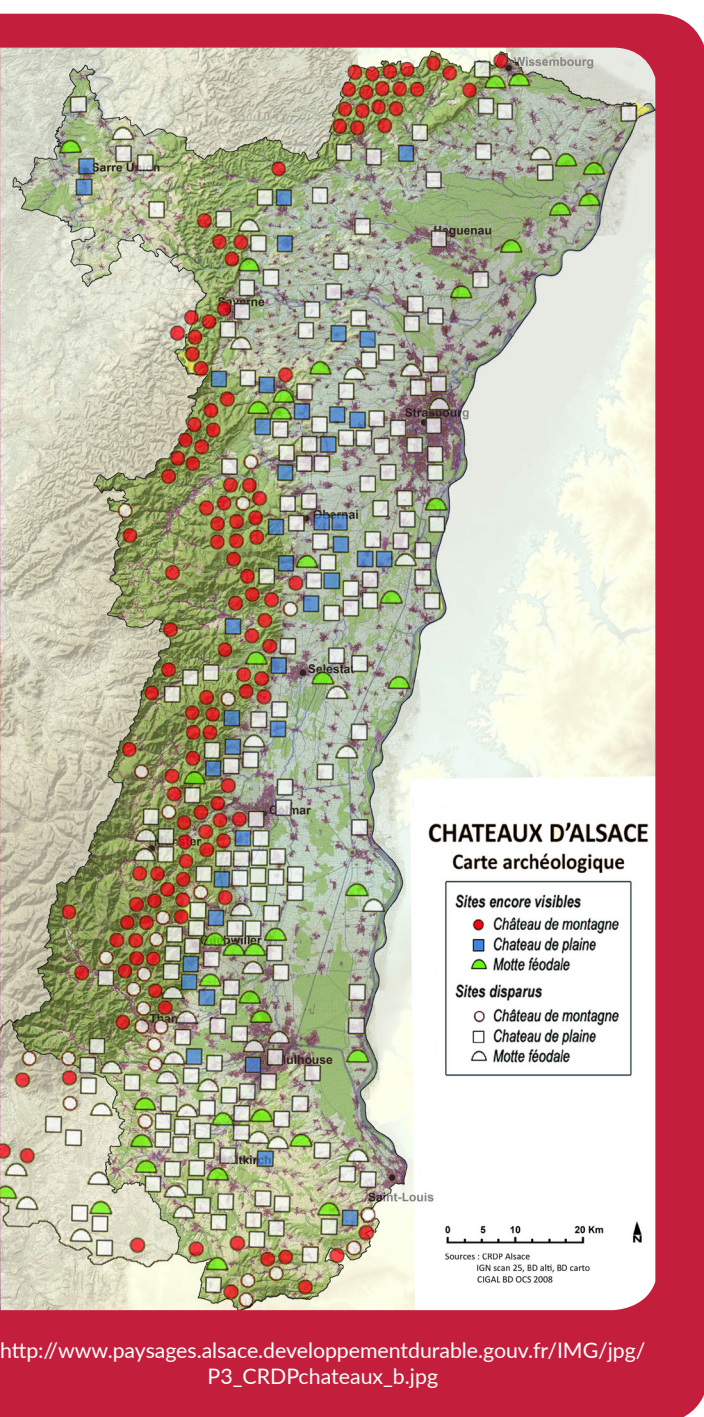 Wissembourg
Sarre Union
Haguenau
Saverne
Strasbourg
Obernai
Selestat
Colmar
Altkirch
Saint-Louis
CHATEAUX D'ALSACE
Carte archéologique
Sites encore visibles
Château de montagne
Chateau de plaine
Motte féodale
Sites disparus
Château de montagne
Chateau de plaine
Motte féodale
0 5 10 20 Km
N
Sources : CRDP Alsace
IGN scan 25, BD alti, BD carto
CIGAL BD OCS 2008
http://www.paysages.alsace.developpementdurable.gouv.fr/IMG/jpg/
P3_CRDPchateaux_b.jpg